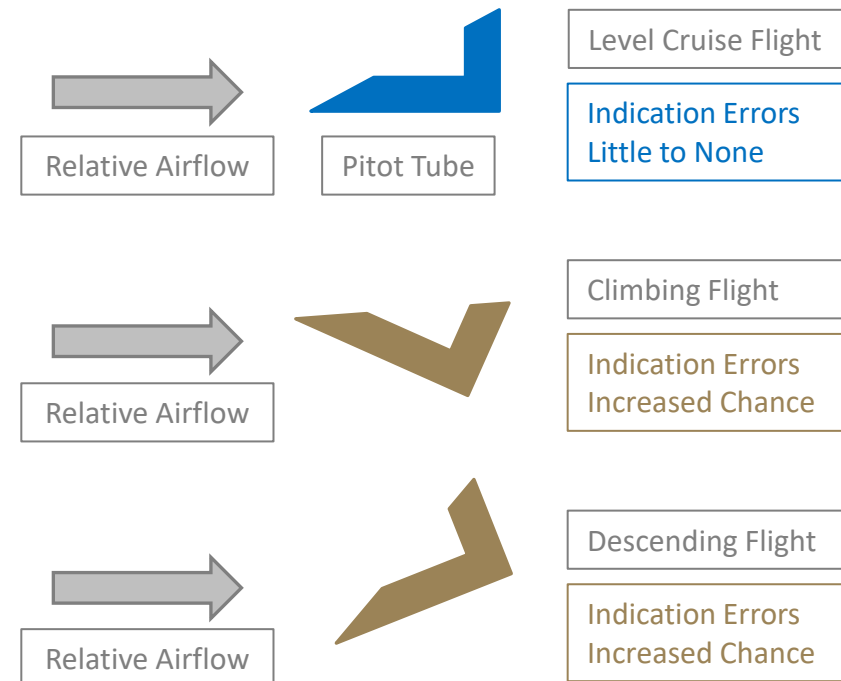 Relative Airflow
Pitot Tube
Level Cruise Flight
Indication Errors
Little to None
Relative Airflow
Climbing Flight
Indication Errors
Increased Chance
Relative Airflow
Descending Flight
Indication Errors
Increased Chance